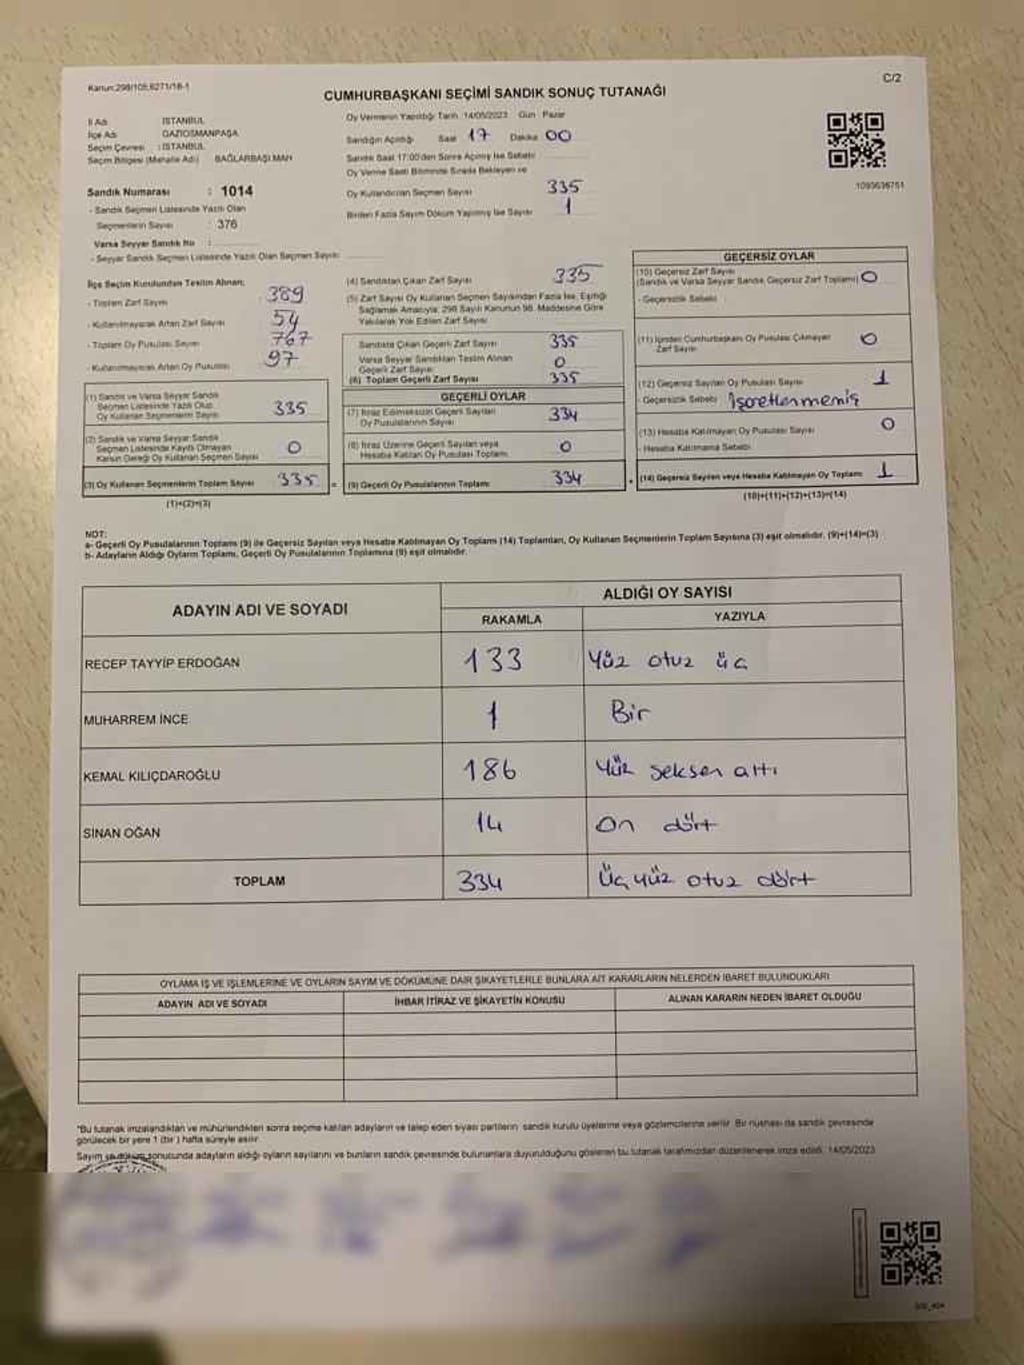 Kanun:298/105;6271/18-1
C/2
CUMHURBAŞKANI SEÇİMİ SANDIK SONUÇ TUTANAĞI
İl Adı : İSTANBUL
İlçe Adı : GAZİOSMANPAŞA
Seçim Çevresi : İSTANBUL
Seçim Bölgesi (Mahalle Adı) : BAĞLARBAŞI MAH
Sandık Numarası : 1014
- Sandık Seçmen Listesinde Yazılı Olan
Seçmenlerin Sayısı : 376
Varsa Seyyar Sandık No :
- Seyyar Sandık Seçmen Listesinde Yazılı Olan Seçmen Sayısı :
Oy Vermenin Yapıldığı Tarih 14/05/2023 Gün Pazar
Sandığın Açıldığı Saat 17 Dakika 00
Sandık Saat 17:00'den Sonra Açılmış İse Sebebi
Oy Verme Saati Bitiminde Sırada Bekleyen ve
Oy Kullandırılan Seçmen Sayısı 335
Birden Fazla Sayım Döküm Yapılmış İse Sayısı 1
1093636751
İlçe Seçim Kurulundan Teslim Alınan;
- Toplam Zarf Sayısı 389
- Kullanılmayarak Artan Zarf Sayısı 54
- Toplam Oy Pusulası Sayısı 767
- Kullanılmayarak Artan Oy Pusulası 97
(1) Sandık ve Varsa Seyyar Sandık
Seçmen Listesinde Yazılı Olup
Oy Kullanan Seçmenlerin Sayısı 335
(2) Sandık ve Varsa Seyyar Sandık
Seçmen Listesinde Kayıtlı Olmayan
Kanun Gereği Oy Kullanan Seçmen Sayısı 0
(3) Oy Kullanan Seçmenlerin Toplam Sayısı 335 =
(1)+(2)=(3)
(4) Sandıktan Çıkan Zarf Sayısı 335
(5) Zarf Sayısı Oy Kullanan Seçmen Sayısından Fazla İse, Eşitliği
Sağlamak Amacıyla; 298 Sayılı Kanunun 98. Maddesine Göre
Yakılarak Yok Edilen Zarf Sayısı
Sandıkta Çıkan Geçerli Zarf Sayısı 335
Varsa Seyyar Sandıktan Teslim Alınan
Geçerli Zarf Sayısı 0
(6) Toplam Geçerli Zarf Sayısı 335
GEÇERLİ OYLAR
(7) İtiraz Edilmeksizin Geçerli Sayılan
Oy Pusulalarının Sayısı 334
(8) İtiraz Üzerine Geçerli Sayılan veya
Hesaba Katılan Oy Pusulası Toplamı 0
(9) Geçerli Oy Pusulalarının Toplamı 334 +
GEÇERSİZ OYLAR
(10) Geçersiz Zarf Sayısı
(Sandık ve Varsa Seyyar Sandık Geçersiz Zarf Toplamı) 0
- Geçersizlik Sebebi
(11) İçinden Cumhurbaşkanı Oy Pusulası Çıkmayan
Zarf Sayısı 0
(12) Geçersiz Sayılan Oy Pusulası Sayısı 1
- Geçersizlik Sebebi İşaretlenmemiş
(13) Hesaba Katılmayan Oy Pusulası Sayısı 0
- Hesaba Katılmama Sebebi
(14) Geçersiz Sayılan veya Hesaba Katılmayan Oy Toplamı 1
(10)+(11)+(12)+(13)=(14)
NOT:
a- Geçerli Oy Pusulalarının Toplamı (9) ile Geçersiz Sayılan veya Hesaba Katılmayan Oy Toplamı (14) Toplamları, Oy Kullanan Seçmenlerin Toplam Sayısına (3) eşit olmalıdır. (9)+(14)=(3)
b- Adayların Aldığı Oyların Toplamı, Geçerli Oy Pusulalarının Toplamına (9) eşit olmalıdır.
ADAYIN ADI VE SOYADI
ALDIĞI OY SAYISI
RAKAMLA YAZIYLA
RECEP TAYYİP ERDOĞAN 133 Yüz otuz üç
MUHARREM İNCE 1 Bir
KEMAL KILIÇDAROĞLU 186 Yüz seksen altı
SİNAN OĞAN 14 On dört
TOPLAM 334 Üç yüz otuz dört
OYLAMA İŞ VE İŞLEMLERİNE VE OYLARIN SAYIM VE DÖKÜMÜNE DAİR ŞİKAYETLERLE BUNLARA AİT KARARLARIN NELERDEN İBARET BULUNDUKLARI
ADAYIN ADI VE SOYADI İHBAR İTİRAZ VE ŞİKAYETİN KONUSU ALINAN KARARIN NEDEN İBARET OLDUĞU
*Bu tutanak imzalandıktan ve mühürlendikten sonra seçime katılan adayların ve talep eden siyasi partilerin sandık kurulu üyelerine veya gözlemcilerine verilir. Bir nüshası da sandık çevresinde
görülecek bir yere 1 (bir) hafta süreyle asılır.
Sayım ve döküm sonucunda adayların aldığı oyların sayılarını ve bunların sandık çevresinde bulunanlara duyurulduğunu gösteren bu tutanak tarafımızdan düzenlenerek imza edildi. 14/05/2023